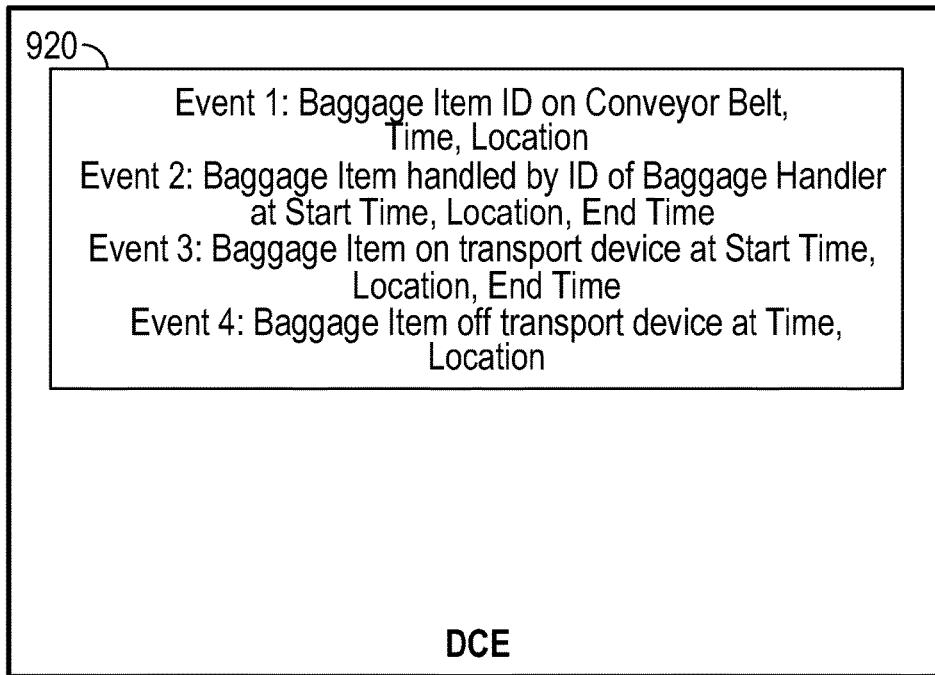 920
Event 1: Baggage Item ID on Conveyor Belt,
Time, Location
Event 2: Baggage Item handled by ID of Baggage Handler
at Start Time, Location, End Time
Event 3: Baggage Item on transport device at Start Time,
Location, End Time
Event 4: Baggage Item off transport device at Time,
Location
DCE